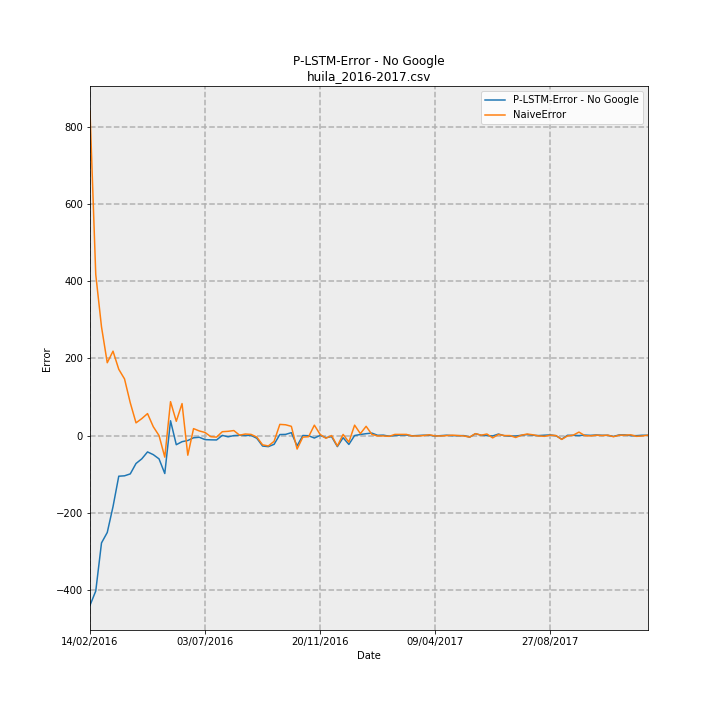 P-LSTM-Error - No Google
huila_2016-2017.csv
P-LSTM-Error - No Google
NaiveError
800
600
400
200
0
−200
−400
Error
14/02/2016
03/07/2016
20/11/2016
09/04/2017
27/08/2017
Date